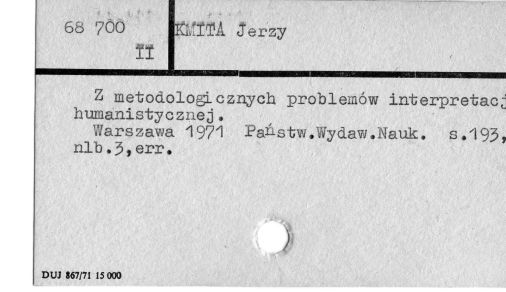 68 700
II
KMITA Jerzy
Z metodologicznych problemów interpretacj
humanistycznej.
Warszawa 1971 Państw.Wydaw.Nauk. s.193,
nlb.3,err.
DUJ 867/71 15 000